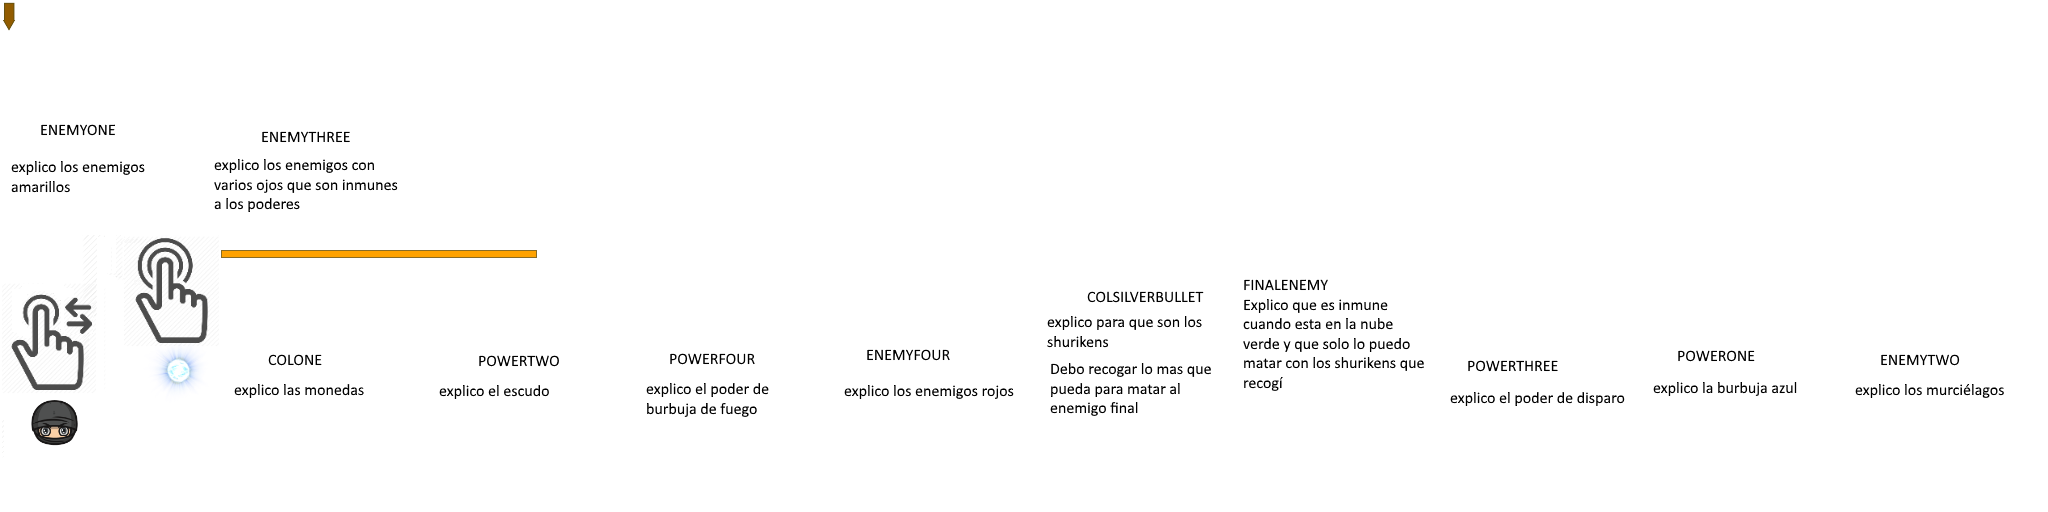 ENEMYONE
explico los enemigos
amarillos
ENEMYTHREE
explico los enemigos con
varios ojos que son inmunes
a los poderes
COLONE
explico las monedas
POWERTWO
explico el escudo
POWERFOUR
explico el poder de
burbuja de fuego
ENEMYFOUR
explico los enemigos rojos
COLSILVERBULLET
explico para que son los
shurikens
Debo recogar lo mas que
pueda para matar al
enemigo final
FINALENEMY
Explico que es inmune
cuando esta en la nube
verde y que solo lo puedo
matar con los shurikens que
recogí
POWERTHREE
explico el poder de disparo
POWERONE
explico la burbuja azul
ENEMYTWO
explico los murciélagos